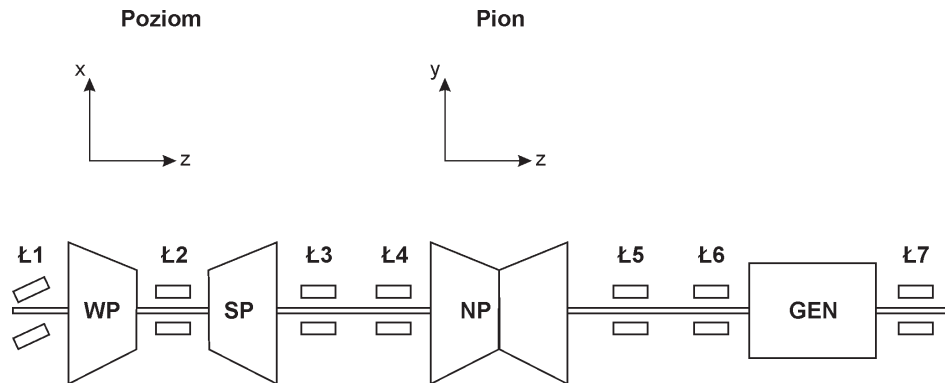 Poziom Pion
x y
z z
Ł1 Ł2 Ł3 Ł4 Ł5 Ł6 Ł7
WP SP NP GEN